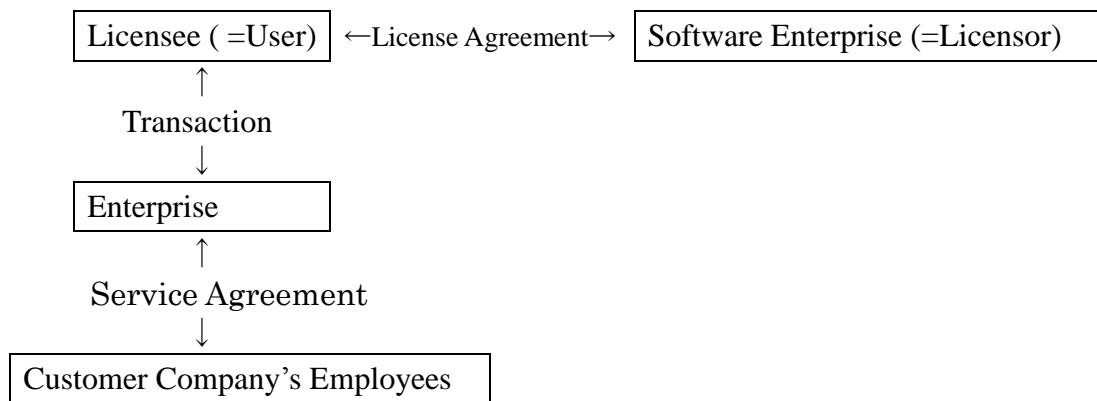 Licensee ( =User) ←License Agreement→ Software Enterprise (=Licensor)
↑
Transaction
↓
Enterprise
↑
Service Agreement
↓
Customer Company’s Employees